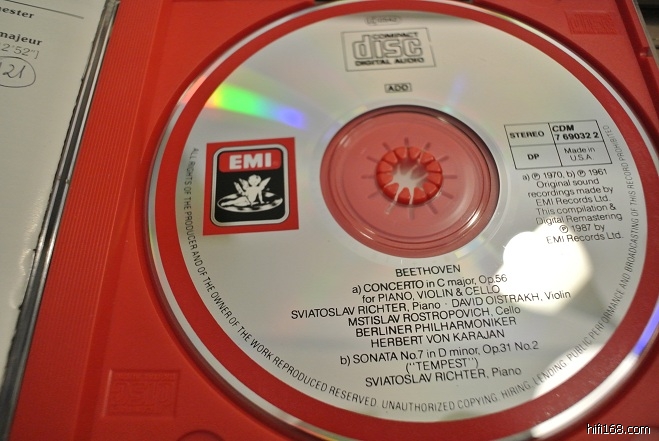 ester
majeur
12'52")
21
COMPACT
disc
DIGITAL AUDIO
ADD
EMI
STEREO
CDM
7 69032 2
DP
Made in
U.S.A
a) ℗ 1970, b) ℗ 1961
Original sound
recordings made by
EMI Records Ltd.
This compilation &
Digital Remastering
℗ 1987 by
EMI Records Ltd.
BEETHOVEN
a) CONCERTO in C major, Op.56
for PIANO, VIOLIN & CELLO
SVIATOSLAV RICHTER, Piano · DAVID OISTRAKH, Violin
MSTISLAV ROSTROPOVICH, Cello
BERLINER PHILHARMONIKER
HERBERT VON KARAJAN
b) SONATA No.7 in D minor, Op.31 No.2
("TEMPEST")
SVIATOSLAV RICHTER, Piano
ALL RIGHTS OF THE PRODUCER AND OF THE OWNER OF THE WORK REPRODUCED RESERVED. UNAUTHORIZED COPYING, HIRING, LENDING, PUBLIC PERFORMANCE AND BROADCASTING OF THIS RECORD PROHIBITED
hifi168.com